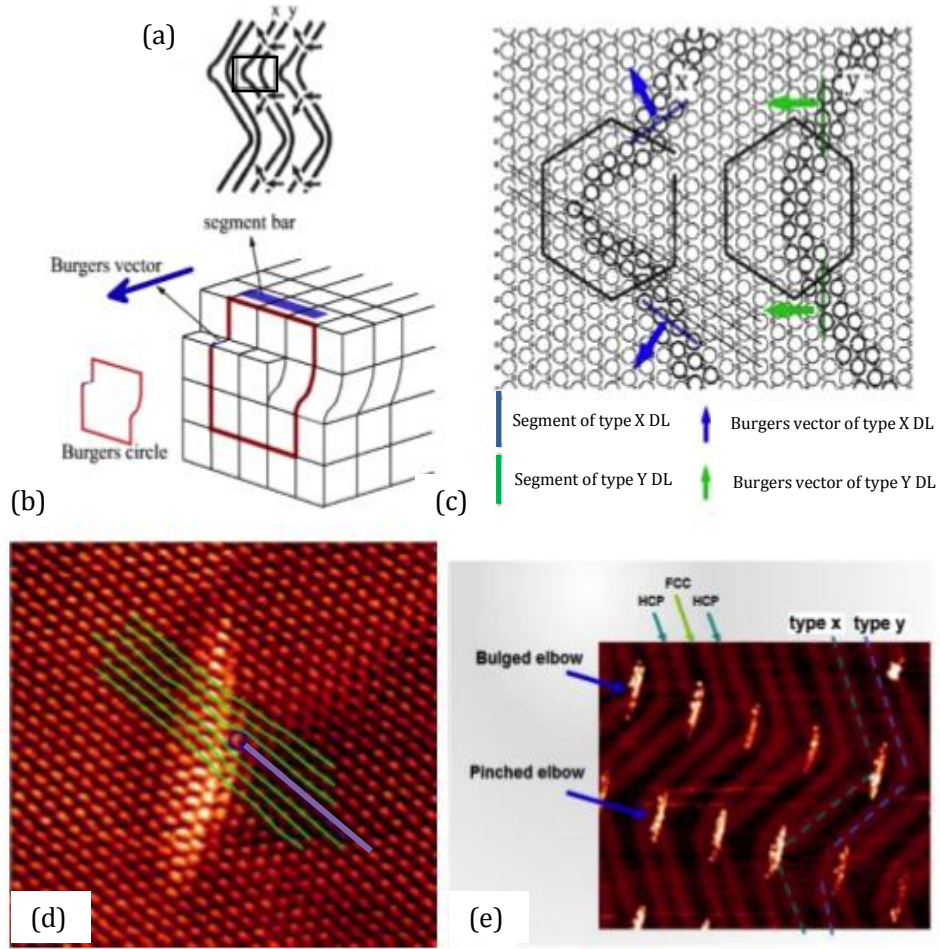 (a)
x y
segment bar
Burgers vector
Burgers circle
(b)
x
y
Segment of type X DL
Burgers vector of type X DL
Segment of type Y DL
Burgers vector of type Y DL
(c)
(d)
FCC
HCP HCP
type x type y
Bulged elbow
Pinched elbow
(e)